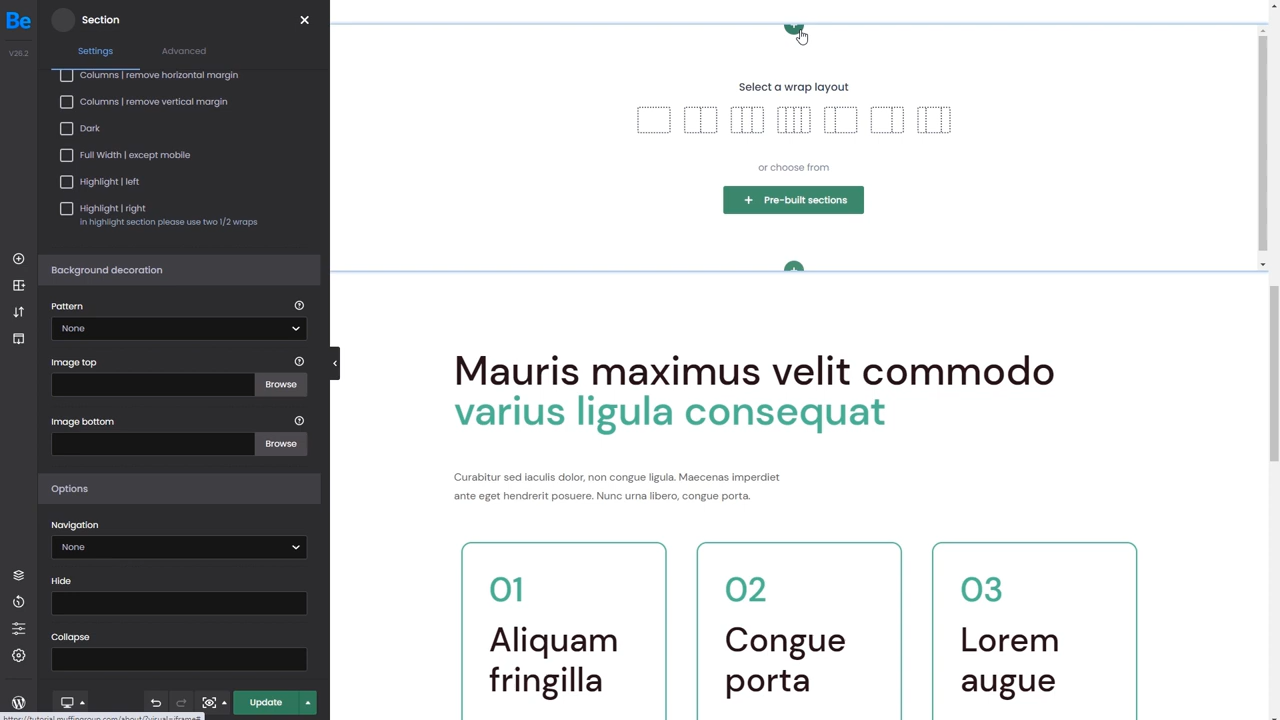 Be
V26.2
Section
Settings
Advanced
Columns | remove horizontal margin
Columns | remove vertical margin
Dark
Full Width | except mobile
Highlight | left
Highlight | right
in highlight section please use two 1/2 wraps
Background decoration
Pattern
None
Image top
Browse
Image bottom
Browse
Options
Navigation
None
Hide
Collapse
Update
Select a wrap layout
or choose from
Pre-built sections
Mauris maximus velit commodo
varius ligula consequat
Curabitur sed iaculis dolor, non congue ligula. Maecenas imperdiet
ante eget hendrerit posuere. Nunc urna libero, congue porta.
01
Aliquam
fringilla
02
Congue
porta
03
Lorem
augue